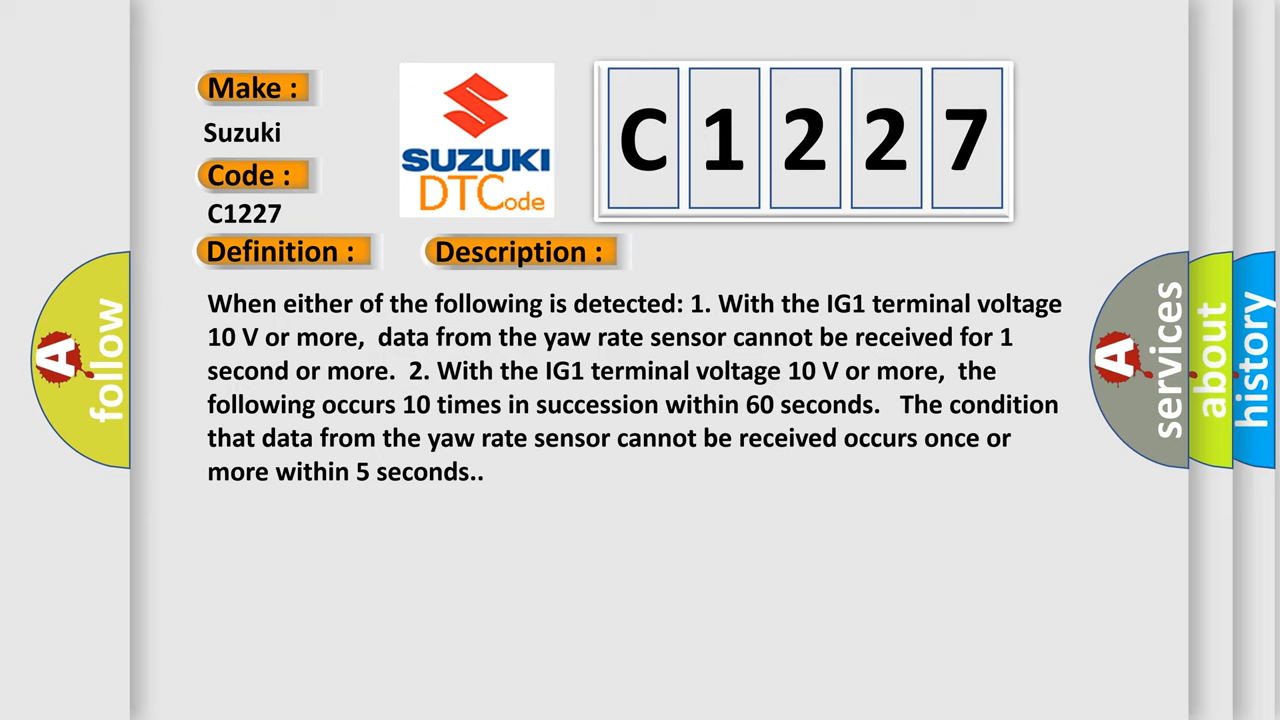 Make :
Suzuki
Code :
C1227
SUZUKI
DTCode
C1227
Definition :
Description :
When either of the following is detected: 1. With the IG1 terminal voltage
10 V or more,  data from the yaw rate sensor cannot be received for 1
second or more.  2. With the IG1 terminal voltage 10 V or more,  the
following occurs 10 times in succession within 60 seconds.   The condition
that data from the yaw rate sensor cannot be received occurs once or
more within 5 seconds..
A follow
A services
about
history